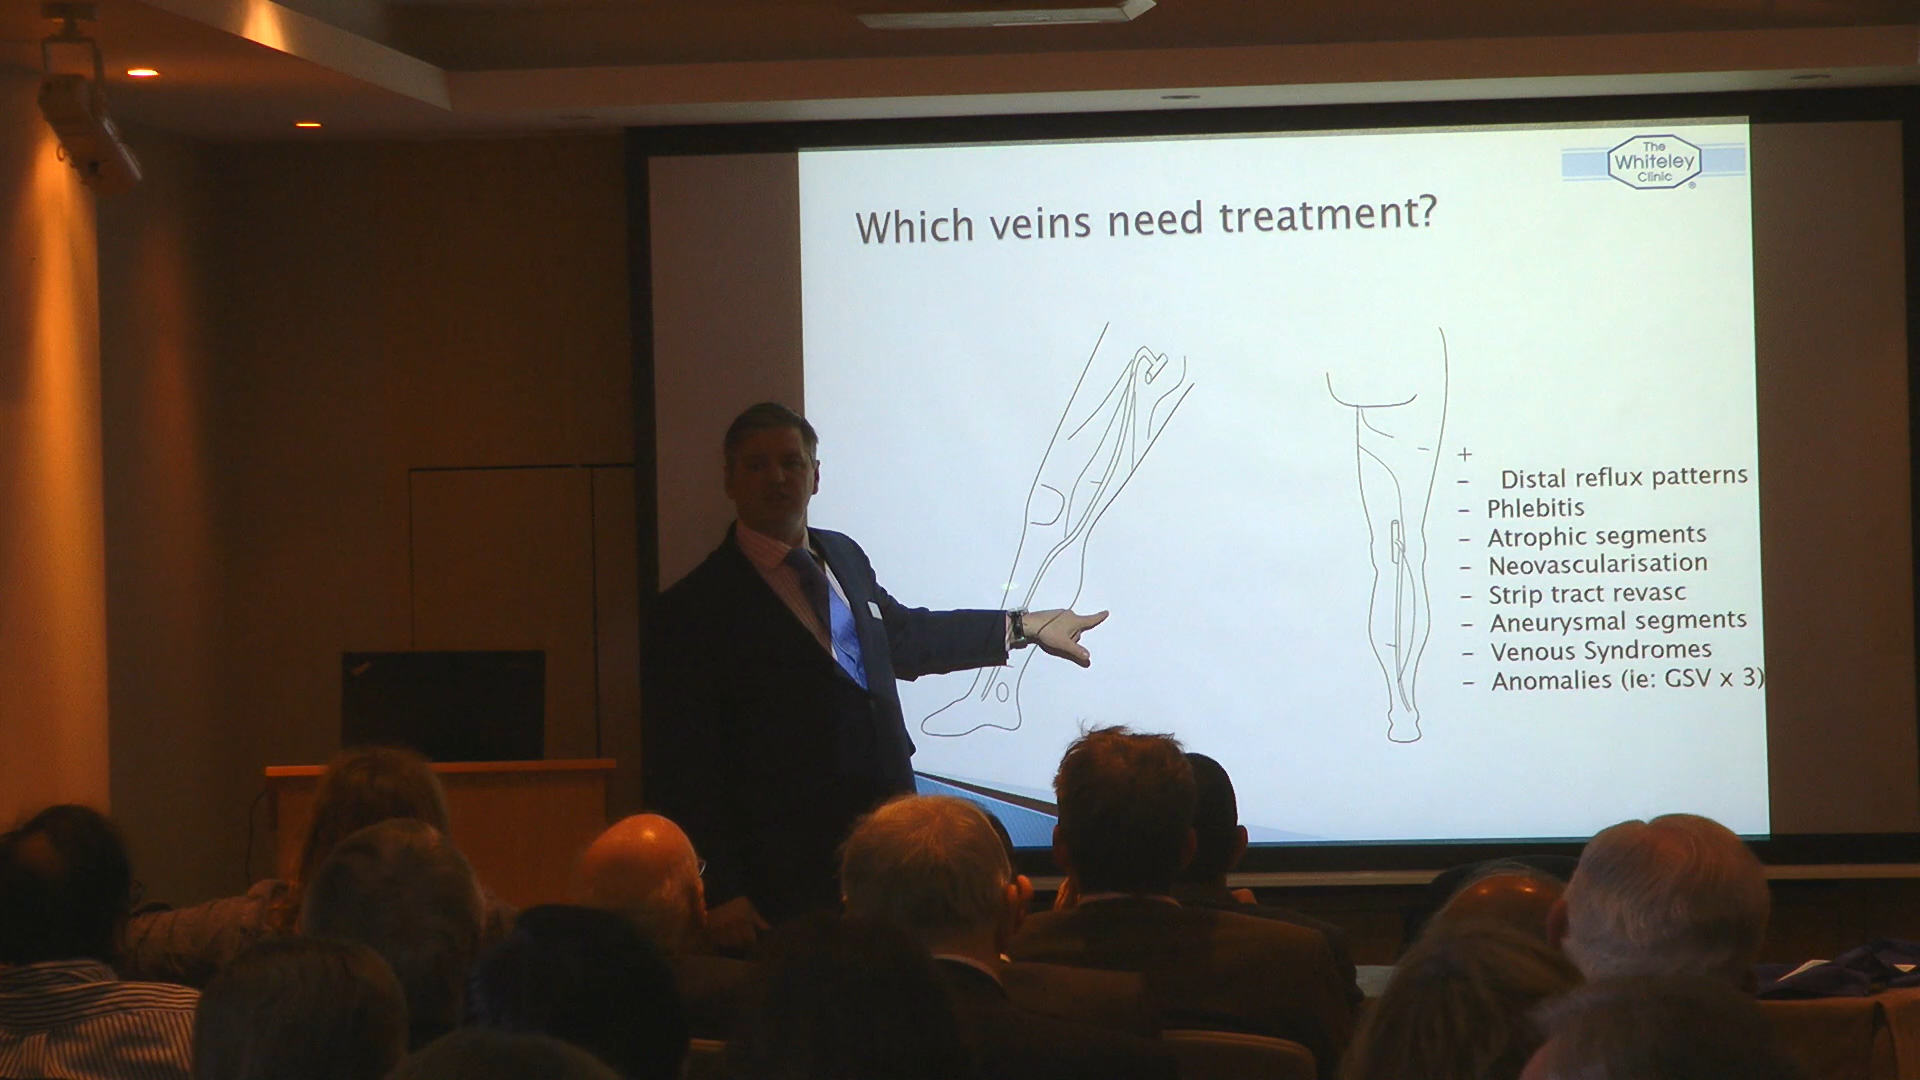 The
Whiteley
Clinic
®
Which veins need treatment?
+
– Distal reflux patterns
– Phlebitis
– Atrophic segments
– Neovascularisation
– Strip tract revasc
– Aneurysmal segments
– Venous Syndromes
– Anomalies (ie: GSV x 3)